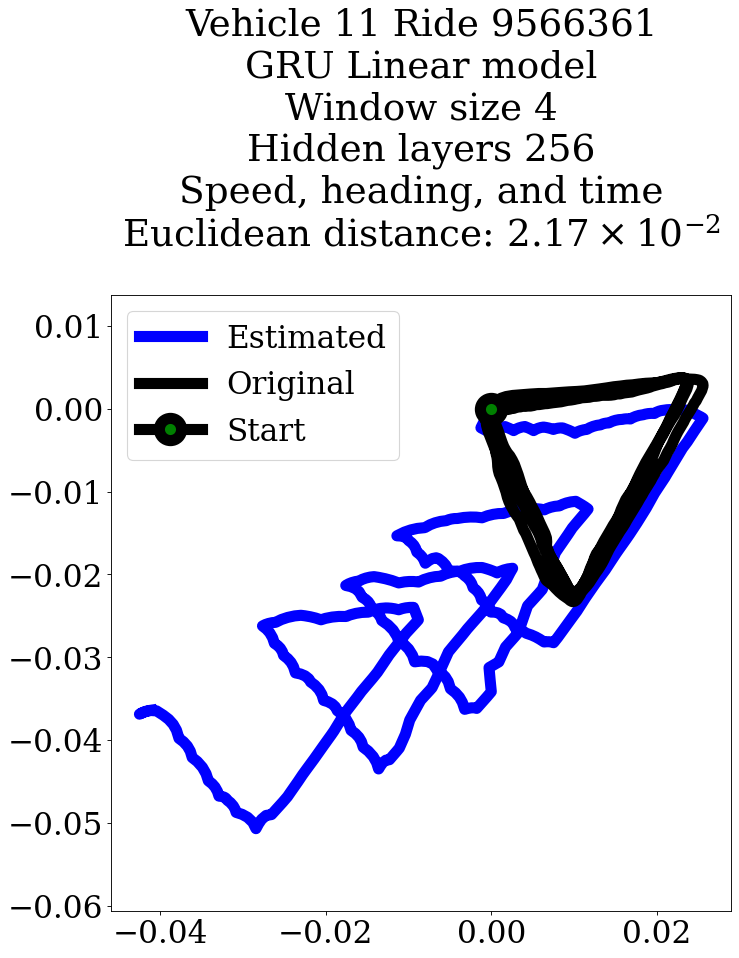 Vehicle 11 Ride 9566361
GRU Linear model
Window size 4
Hidden layers 256
Speed, heading, and time
Euclidean distance: 2.17 × 10⁻²
Estimated
Original
Start
0.01
0.00
−0.01
−0.02
−0.03
−0.04
−0.05
−0.06
−0.04 −0.02 0.00 0.02